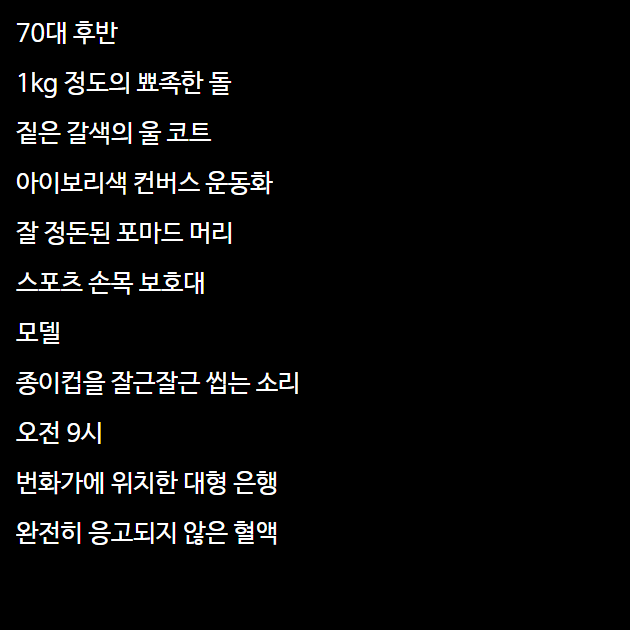 70대 후반
1kg 정도의 뾰족한 돌
짙은 갈색의 울 코트
아이보리색 컨버스 운동화
잘 정돈된 포마드 머리
스포츠 손목 보호대
모델
종이컵을 잘근잘근 씹는 소리
오전 9시
번화가에 위치한 대형 은행
완전히 응고되지 않은 혈액